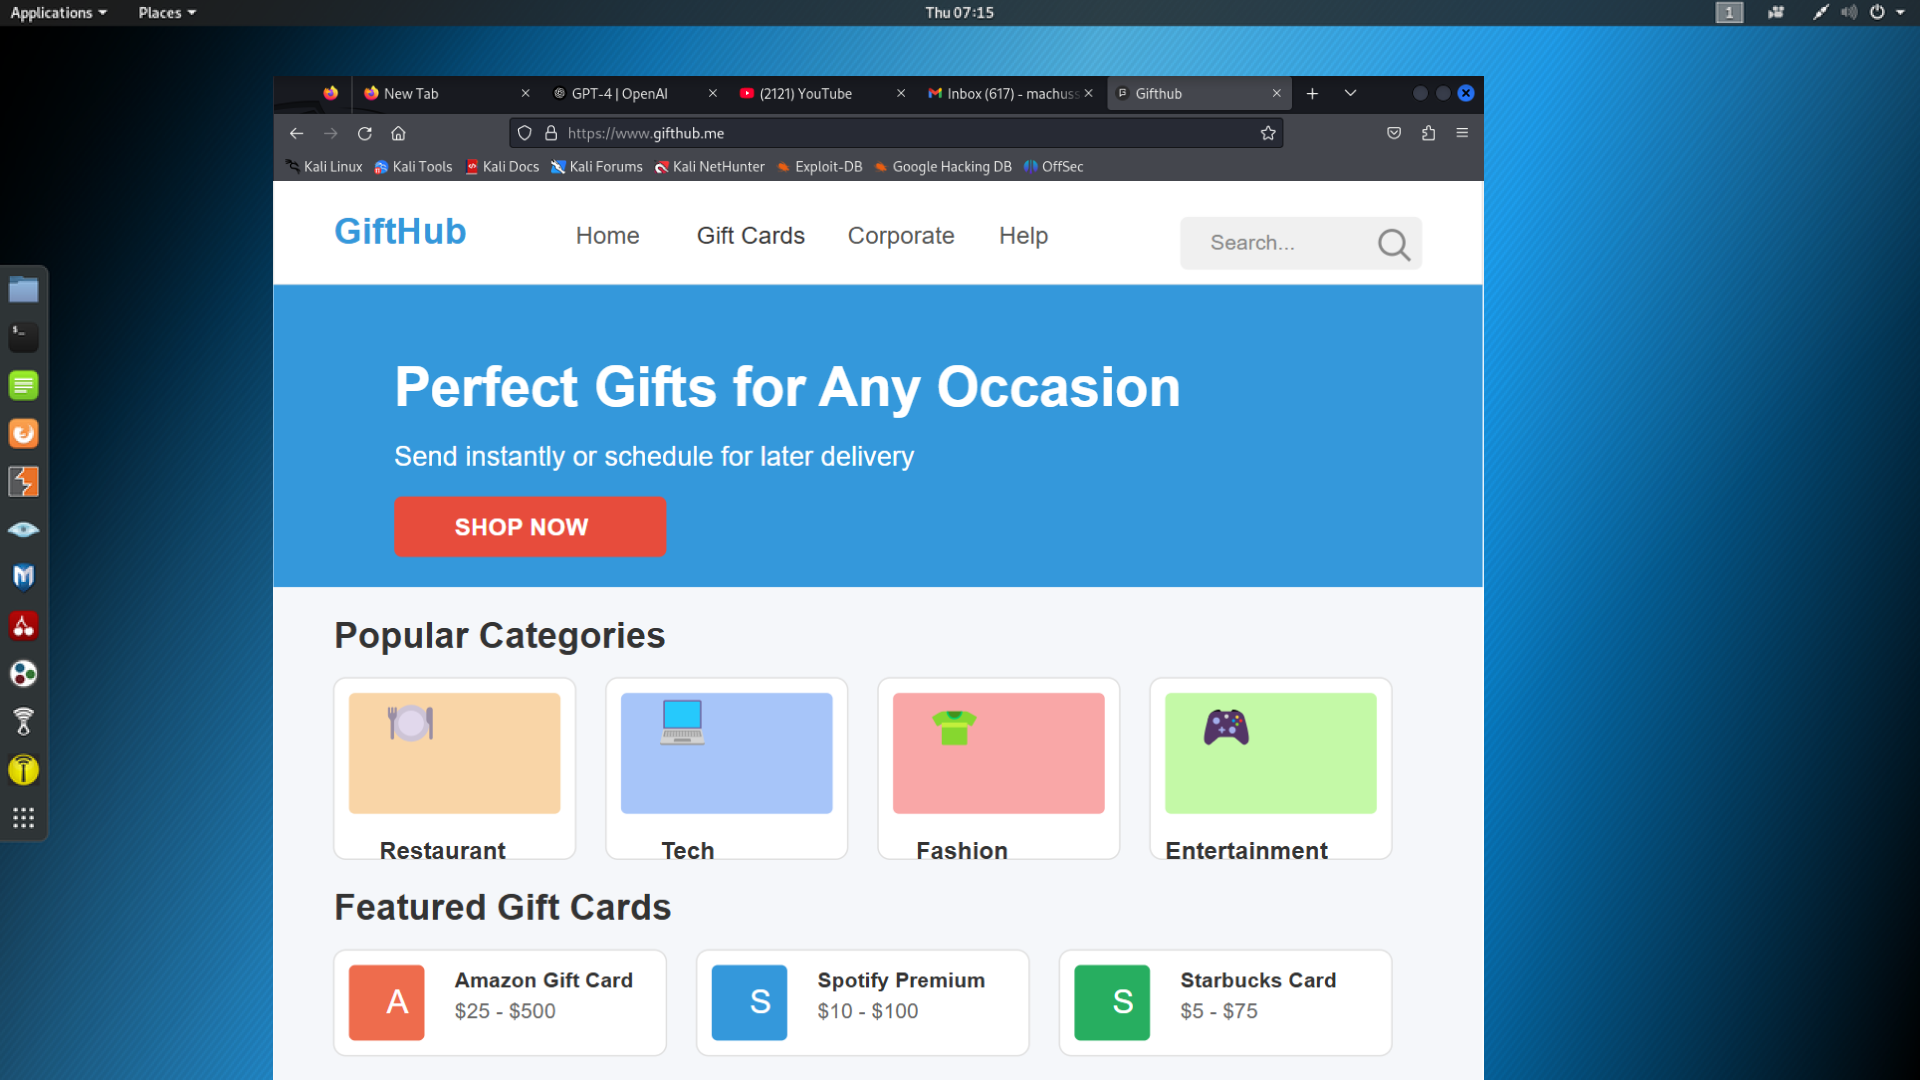 Applications Places Thu 07:15 1
New Tab GPT-4 | OpenAI (2121) YouTube Inbox (617) - machuss Gifthub
https://www.gifthub.me
Kali Linux Kali Tools Kali Docs Kali Forums Kali NetHunter Exploit-DB Google Hacking DB OffSec
GiftHub Home Gift Cards Corporate Help Search...
Perfect Gifts for Any Occasion
Send instantly or schedule for later delivery
SHOP NOW
Popular Categories
Restaurant Tech Fashion Entertainment
Featured Gift Cards
A Amazon Gift Card S Spotify Premium S Starbucks Card
$25 - $500 $10 - $100 $5 - $75